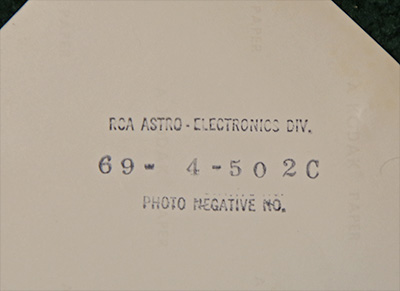 RCA ASTRO-ELECTRONICS DIV.
69- 4-502C
PHOTO NEGATIVE NO.